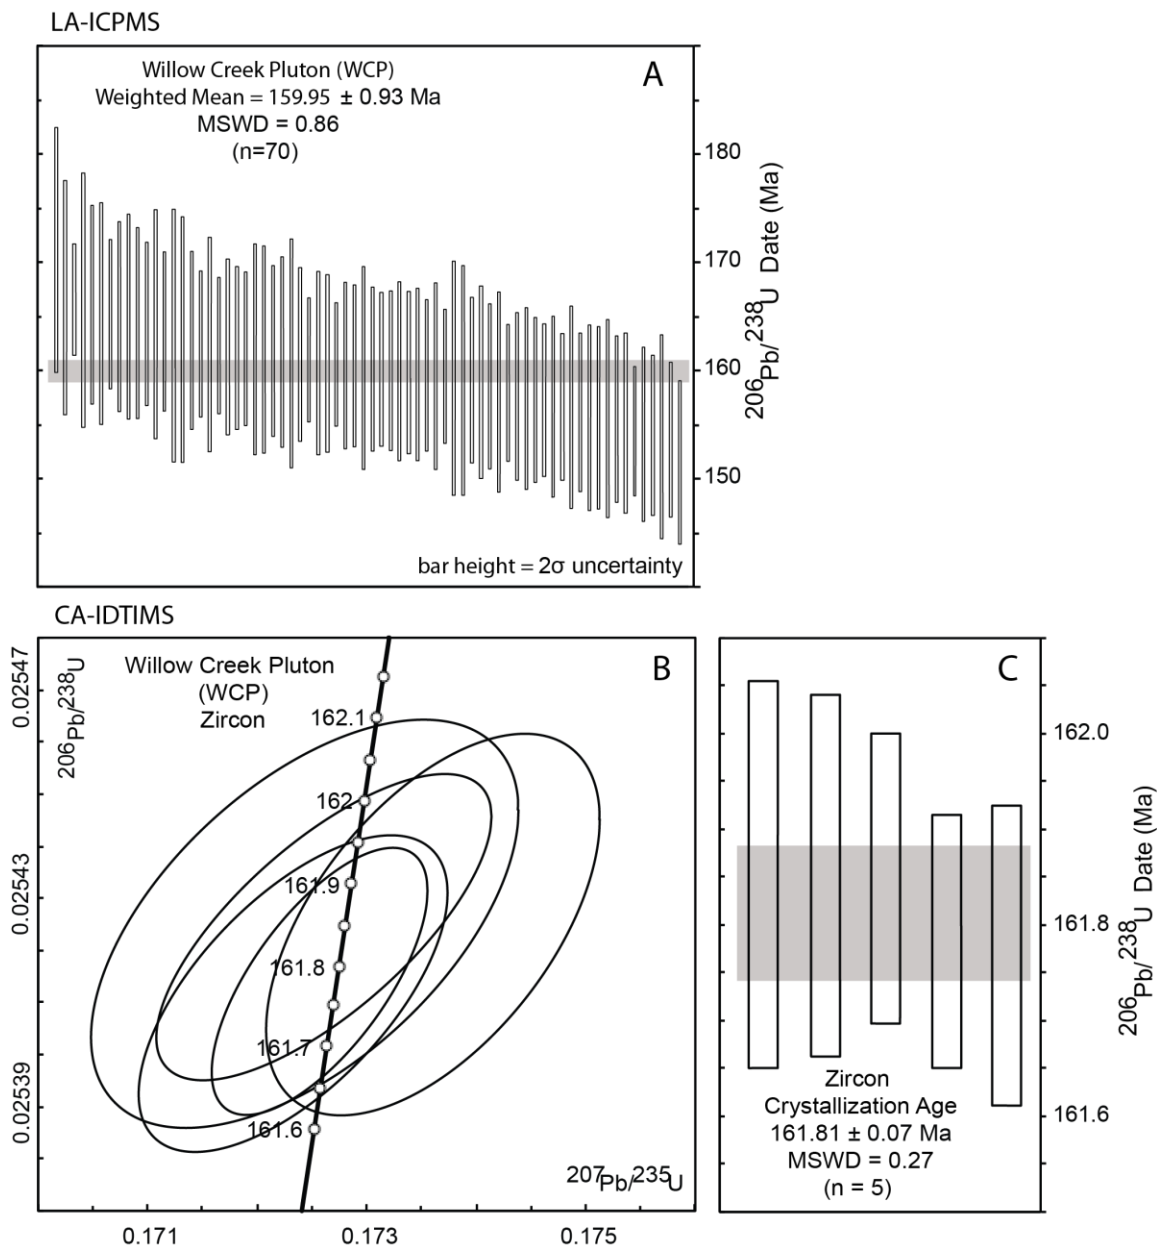 LA-ICPMS
Willow Creek Pluton (WCP)
Weighted Mean = 159.95 ± 0.93 Ma
MSWD = 0.86
(n=70)
A
180
170
160
150
206Pb/238U Date (Ma)
bar height = 2σ uncertainty
CA-IDTIMS
Willow Creek Pluton
(WCP)
Zircon
B
206Pb/238U
0.02547
0.02543
0.02539
162.1
162
161.9
161.8
161.7
161.6
207Pb/235U
0.171
0.173
0.175
C
162.0
161.8
161.6
206Pb/238U Date (Ma)
Zircon
Crystallization Age
161.81 ± 0.07 Ma
MSWD = 0.27
(n = 5)